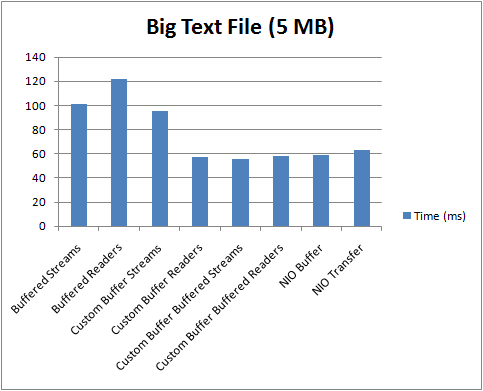 Big Text File (5 MB)
140
120
100
80
60
40
20
0
Buffered Streams
Buffered Readers
Custom Buffer Streams
Custom Buffer Readers
Custom Buffer Buffered Streams
Custom Buffer Buffered Readers
NIO Buffer
NIO Transfer
Time (ms)